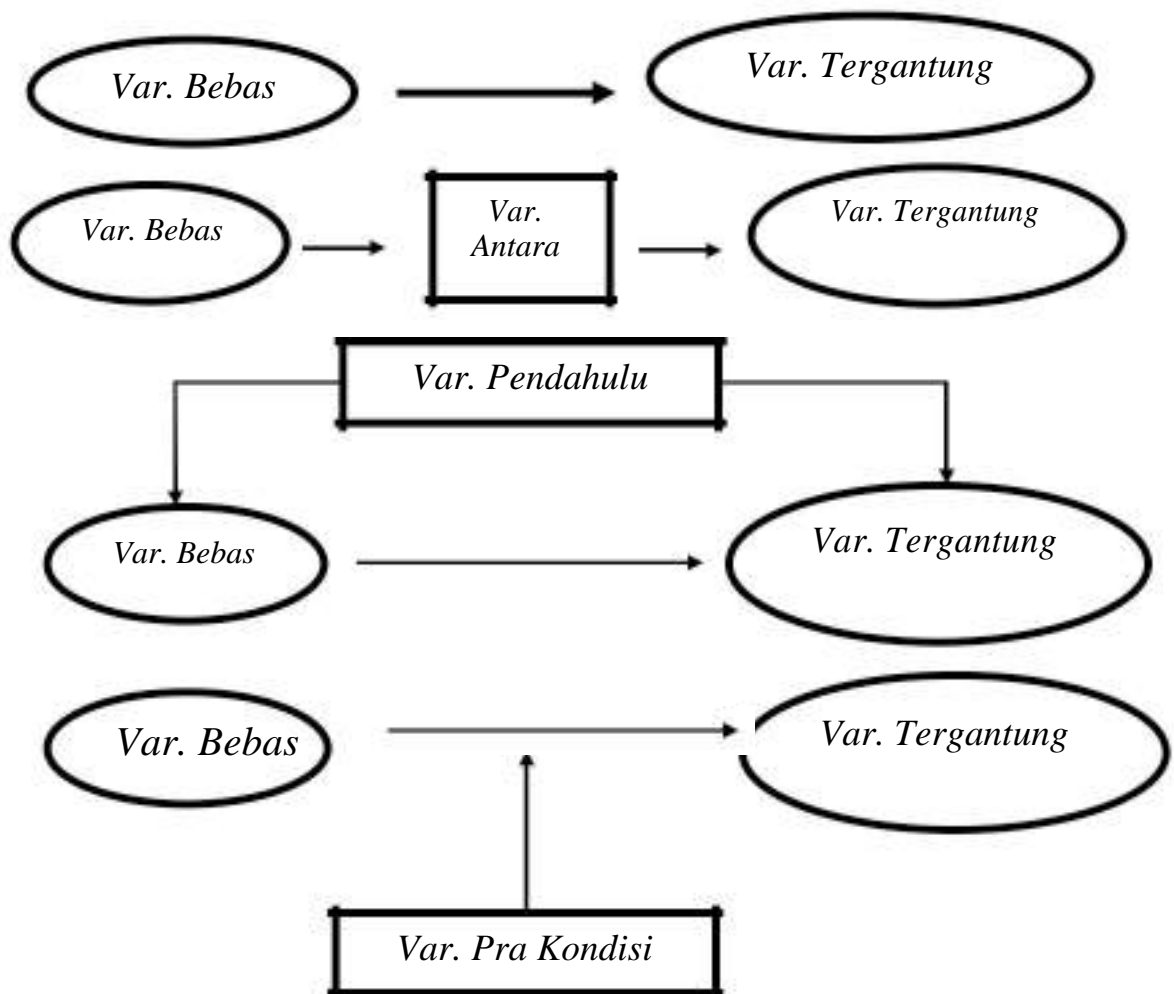 Var. Bebas
Var. Tergantung
Var. Bebas
Var.
Antara
Var. Tergantung
Var. Pendahulu
Var. Bebas
Var. Tergantung
Var. Bebas
Var. Tergantung
Var. Pra Kondisi